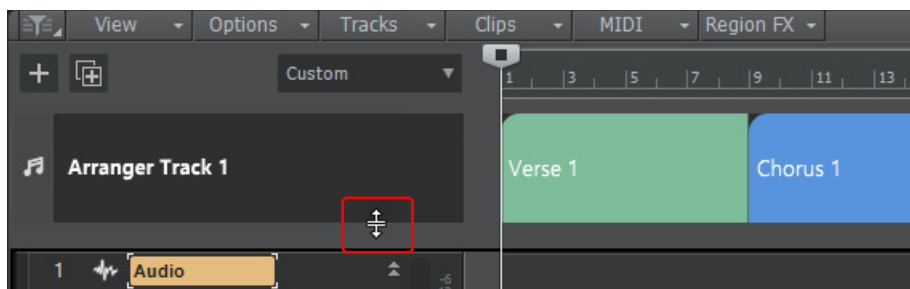 View Options Tracks Clips MIDI Region FX
Custom
1 3 5 7 9 11 13
Arranger Track 1 Verse 1 Chorus 1
1 Audio
-6